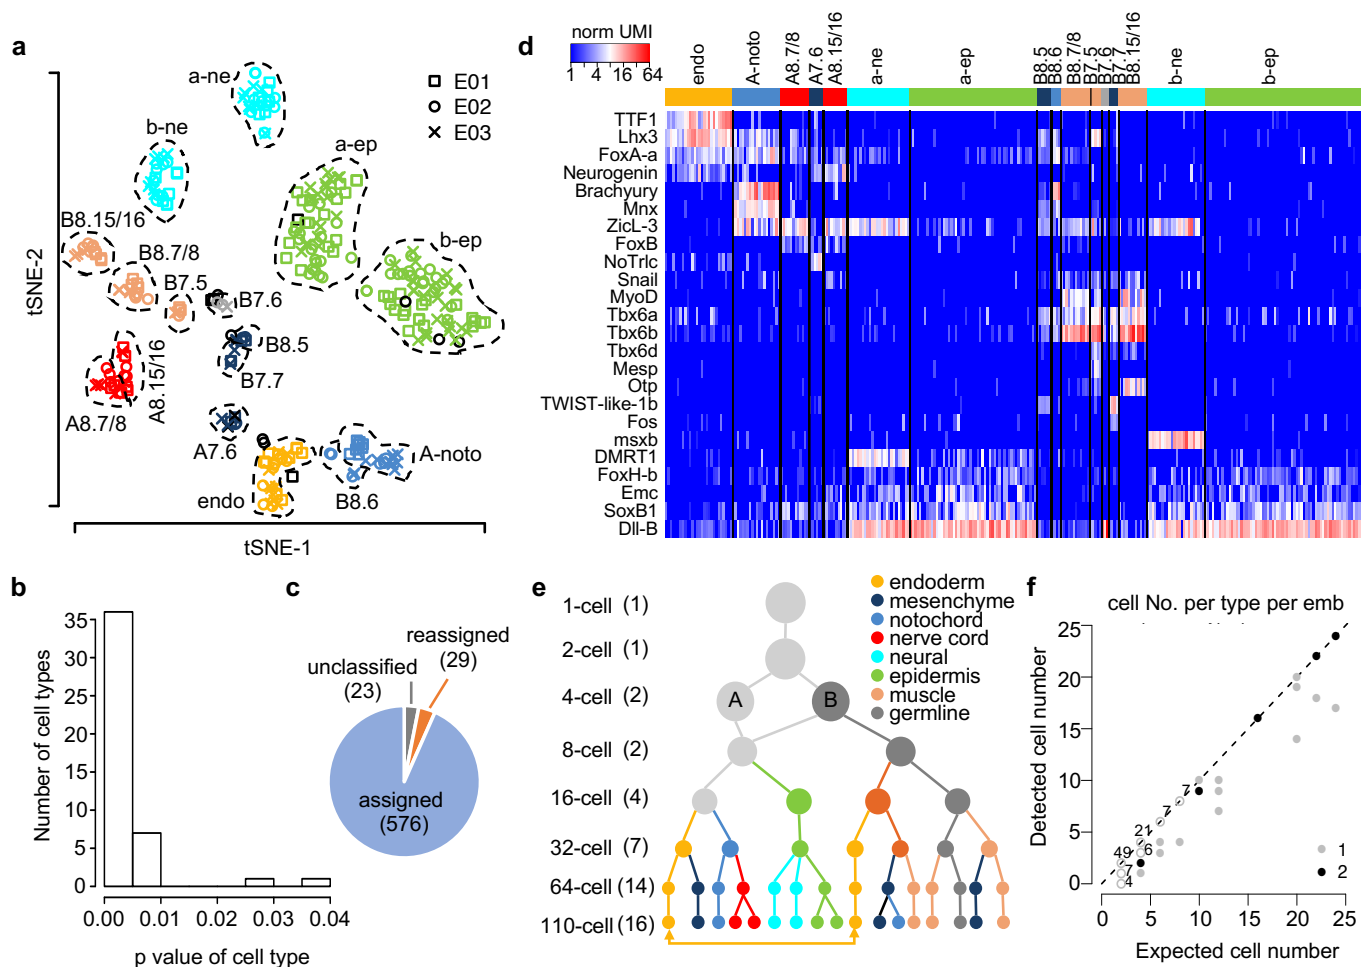 a
a-ne
b-ne
a-ep
b-ep
B8.15/16
B8.7/8
B7.5
B7.6
B8.5
B7.7
A8.15/16
A8.7/8
A7.6
A-noto
B8.6
endo
E01
E02
E03
tSNE-2
tSNE-1
d
norm UMI
1 4 16 64
endo
A-noto
A8.7/8
A7.6
A8.15/16
a-ne
a-ep
B8.5
B8.6
B8.7/8
B7.5
B7.6
B7.7
B8.15/16
b-ne
b-ep
TTF1
Lhx3
FoxA-a
Neurogenin
Brachyury
Mnx
ZicL-3
FoxB
NoTrlc
Snail
MyoD
Tbx6a
Tbx6b
Tbx6d
Mesp
Otp
TWIST-like-1b
Fos
msxb
DMRT1
FoxH-b
Emc
SoxB1
Dll-B
b
Number of cell types
35
30
25
20
15
10
5
0
0.00 0.01 0.02 0.03 0.04
p value of cell type
c
unclassified
(23)
reassigned
(29)
assigned
(576)
e
1-cell (1)
2-cell (1)
4-cell (2)
8-cell (2)
16-cell (4)
32-cell (7)
64-cell (14)
110-cell (16)
A
B
endoderm
mesenchyme
notochord
nerve cord
neural
epidermis
muscle
germline
f
cell No. per type per emb
Detected cell number
25
20
15
10
5
0
7
7
21
49
6
7
4
1
2
0 5 10 15 20 25
Expected cell number